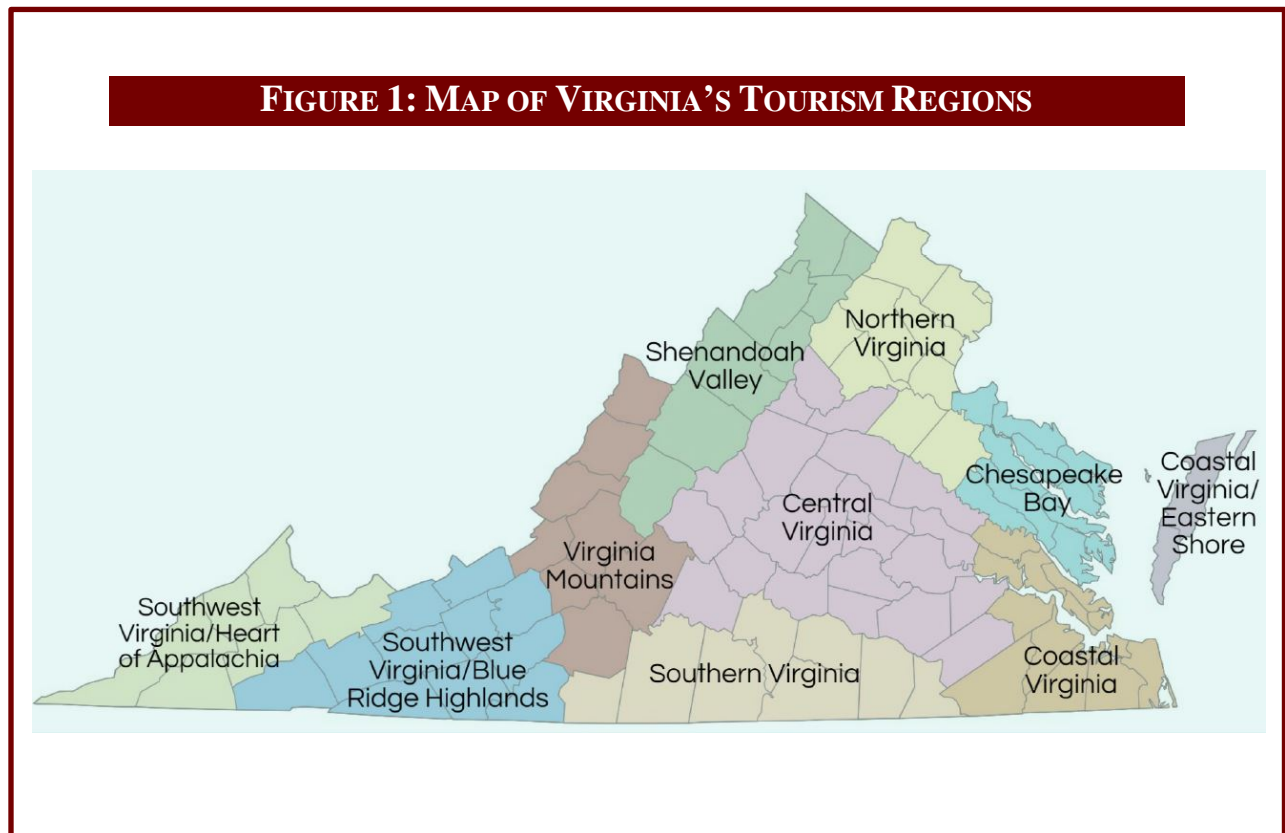 FIGURE 1: MAP OF VIRGINIA'S TOURISM REGIONS
Northern
Virginia
Shenandoah
Valley
Coastal
Virginia/
Eastern
Shore
Chesapeake
Bay
Central
Virginia
Virginia
Mountains
Southwest
Virginia/Heart
of Appalachia
Southwest
Virginia/Blue
Ridge Highlands
Southern Virginia
Coastal
Virginia